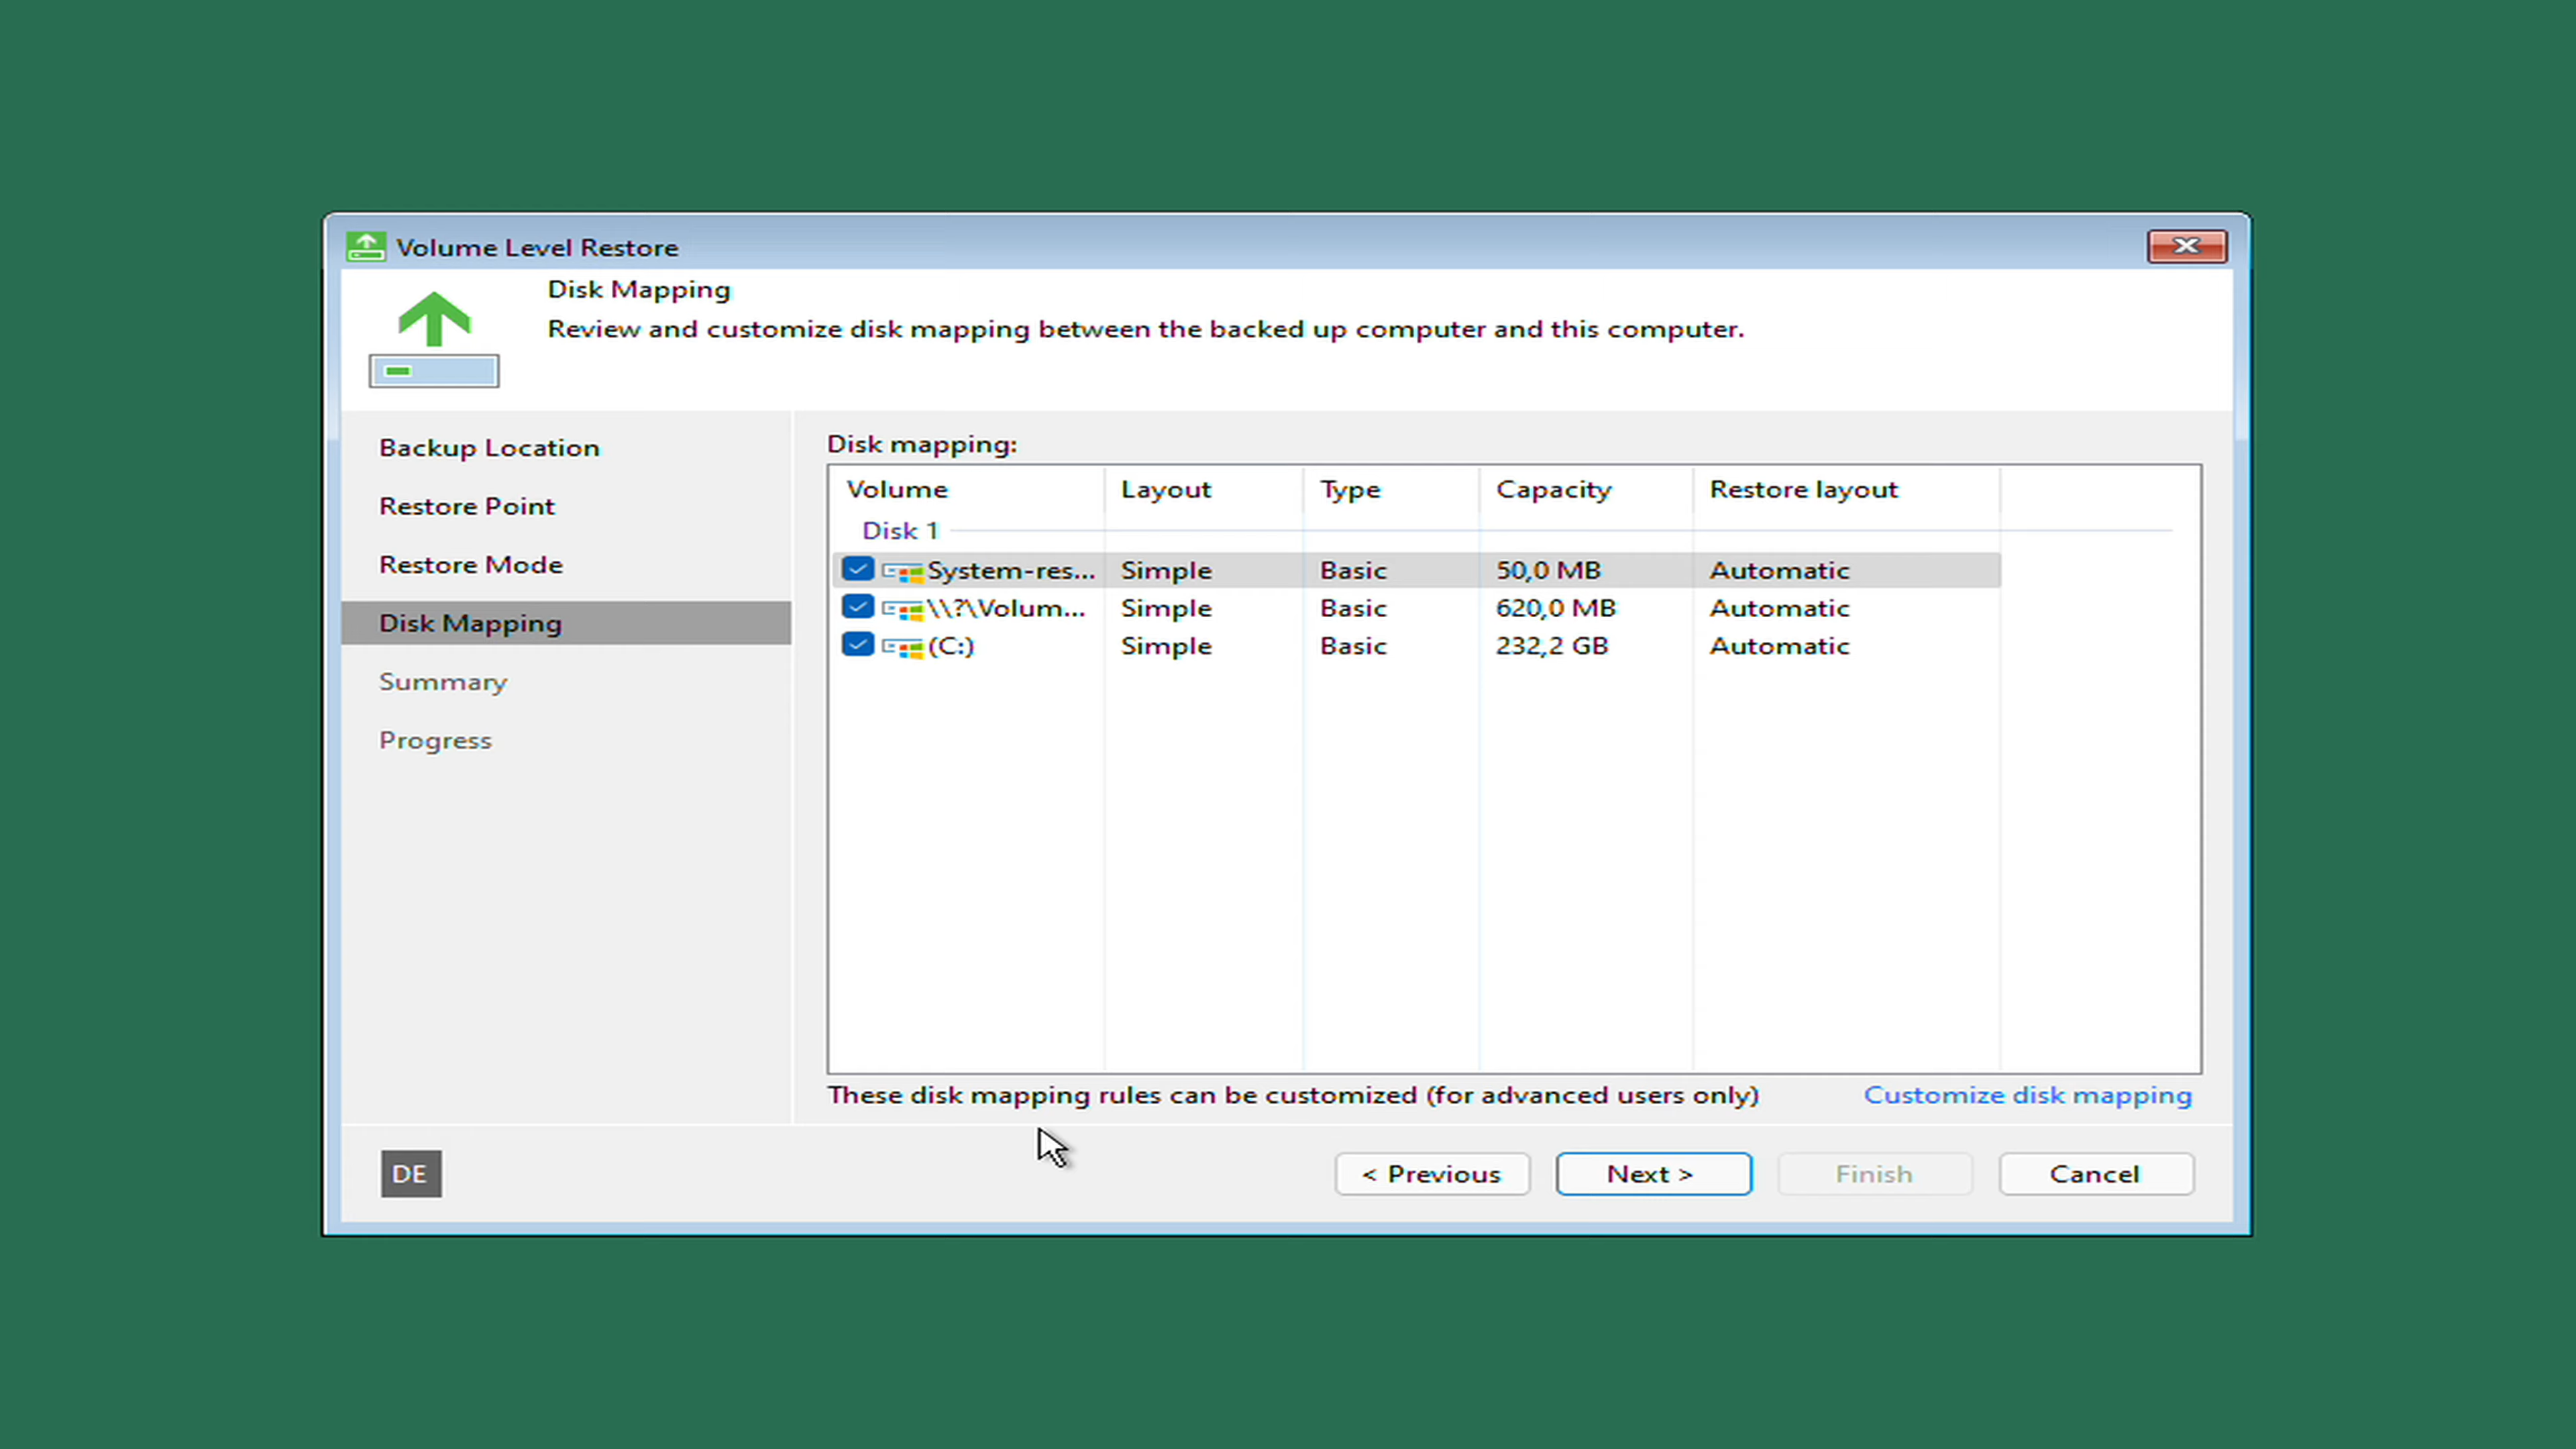 Volume Level Restore
Disk Mapping
Review and customize disk mapping between the backed up computer and this computer.
Backup Location
Restore Point
Restore Mode
Disk Mapping
Summary
Progress
Disk mapping:
Volume Layout Type Capacity Restore layout
Disk 1
System-res... Simple Basic 50,0 MB Automatic
\\?\Volum... Simple Basic 620,0 MB Automatic
(C:) Simple Basic 232,2 GB Automatic
These disk mapping rules can be customized (for advanced users only) Customize disk mapping
DE < Previous Next > Finish Cancel